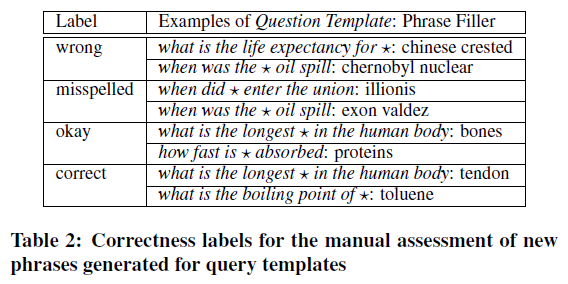 Label Examples of Question Template: Phrase Filler
wrong what is the life expectancy for ⋆: chinese crested
when was the ⋆ oil spill: chernobyl nuclear
misspelled when did ⋆ enter the union: illionis
when was the ⋆ oil spill: exon valdez
okay what is the longest ⋆ in the human body: bones
how fast is ⋆ absorbed: proteins
correct what is the longest ⋆ in the human body: tendon
what is the boiling point of ⋆: toluene
Table 2: Correctness labels for the manual assessment of new
phrases generated for query templates